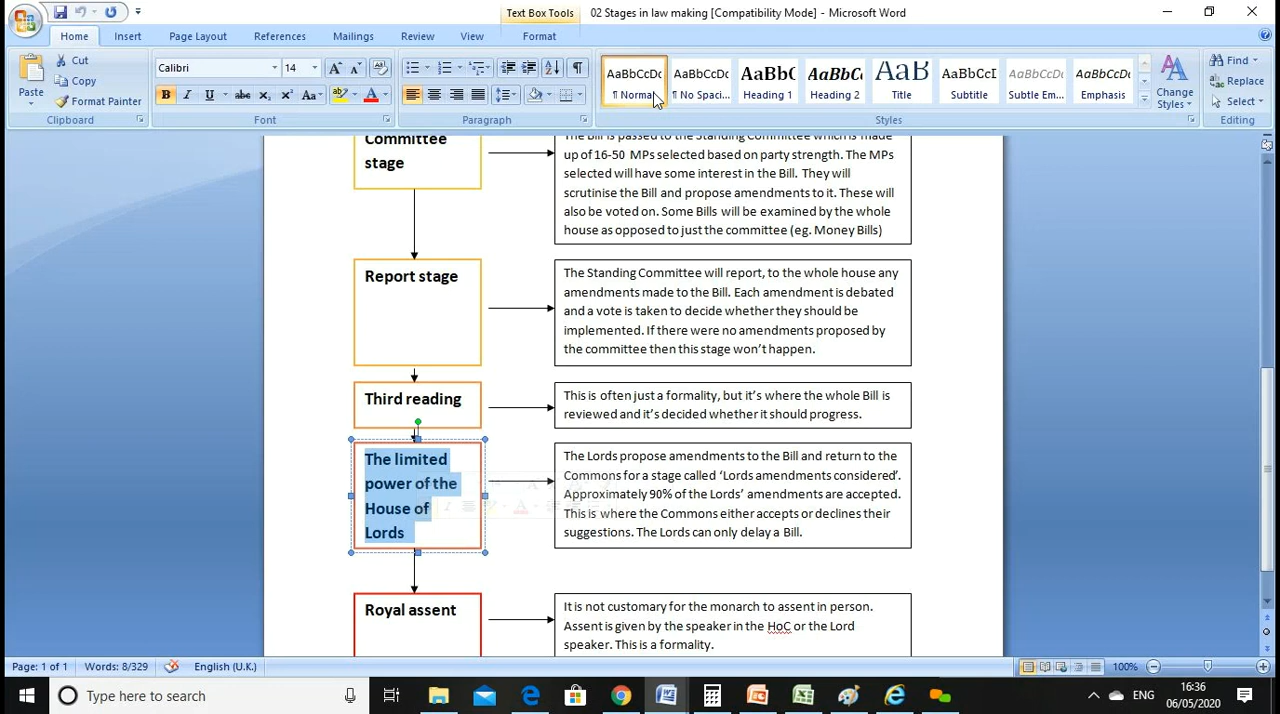 Text Box Tools
02 Stages in law making [Compatibility Mode] - Microsoft Word
Home Insert Page Layout References Mailings Review View Format
Paste
Cut
Copy
Format Painter
Clipboard
Calibri 14
B I U abc X₂ X² Aa
Font
Paragraph
AaBbCcDc AaBbCcDc AaBbC AaBbCc AaB AaBbCcI AaBbCcDc AaBbCcDc
¶ Normal ¶ No Spaci... Heading 1 Heading 2 Title Subtitle Subtle Em... Emphasis
Styles
Change Styles
Find
Replace
Select
Editing
Committee
stage
The Bill is passed to the Standing Committee which is made
up of 16-50 MPs selected based on party strength. The MPs
selected will have some interest in the Bill. They will
scrutinise the Bill and propose amendments to it. These will
also be voted on. Some Bills will be examined by the whole
house as opposed to just the committee (eg. Money Bills)
Report stage
The Standing Committee will report, to the whole house any
amendments made to the Bill. Each amendment is debated
and a vote is taken to decide whether they should be
implemented. If there were no amendments proposed by
the committee then this stage won't happen.
Third reading
This is often just a formality, but it's where the whole Bill is
reviewed and it's decided whether it should progress.
The limited
power of the
House of
Lords
The Lords propose amendments to the Bill and return to the
Commons for a stage called 'Lords amendments considered'.
Approximately 90% of the Lords' amendments are accepted.
This is where the Commons either accepts or declines their
suggestions. The Lords can only delay a Bill.
Royal assent
It is not customary for the monarch to assent in person.
Assent is given by the speaker in the HoC or the Lord
speaker. This is a formality.
Page: 1 of 1 Words: 8/329 English (U.K.) 100%
Type here to search
ENG
16:36
06/05/2020